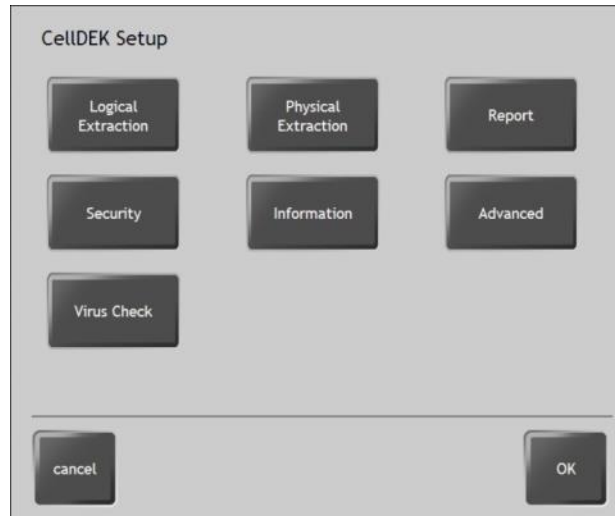 CellDEK Setup
Logical
Extraction
Physical
Extraction
Report
Security
Information
Advanced
Virus Check
cancel
OK